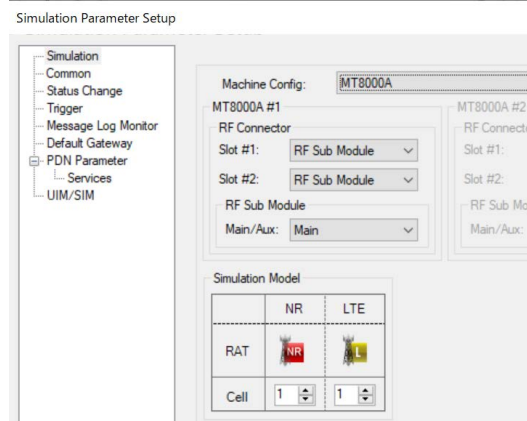 Simulation Parameter Setup
Simulation
Common
Status Change
Trigger
Message Log Monitor
Default Gateway
PDN Parameter
Services
UIM/SIM
Machine Config: MT8000A
MT8000A #1
RF Connector
Slot #1: RF Sub Module
Slot #2: RF Sub Module
RF Sub Module
Main/Aux: Main
MT8000A #2
RF Connect
Slot #1:
Slot #2:
RF Sub Mo
Main/Aux:
Simulation Model
NR LTE
RAT NR L
Cell 1 1